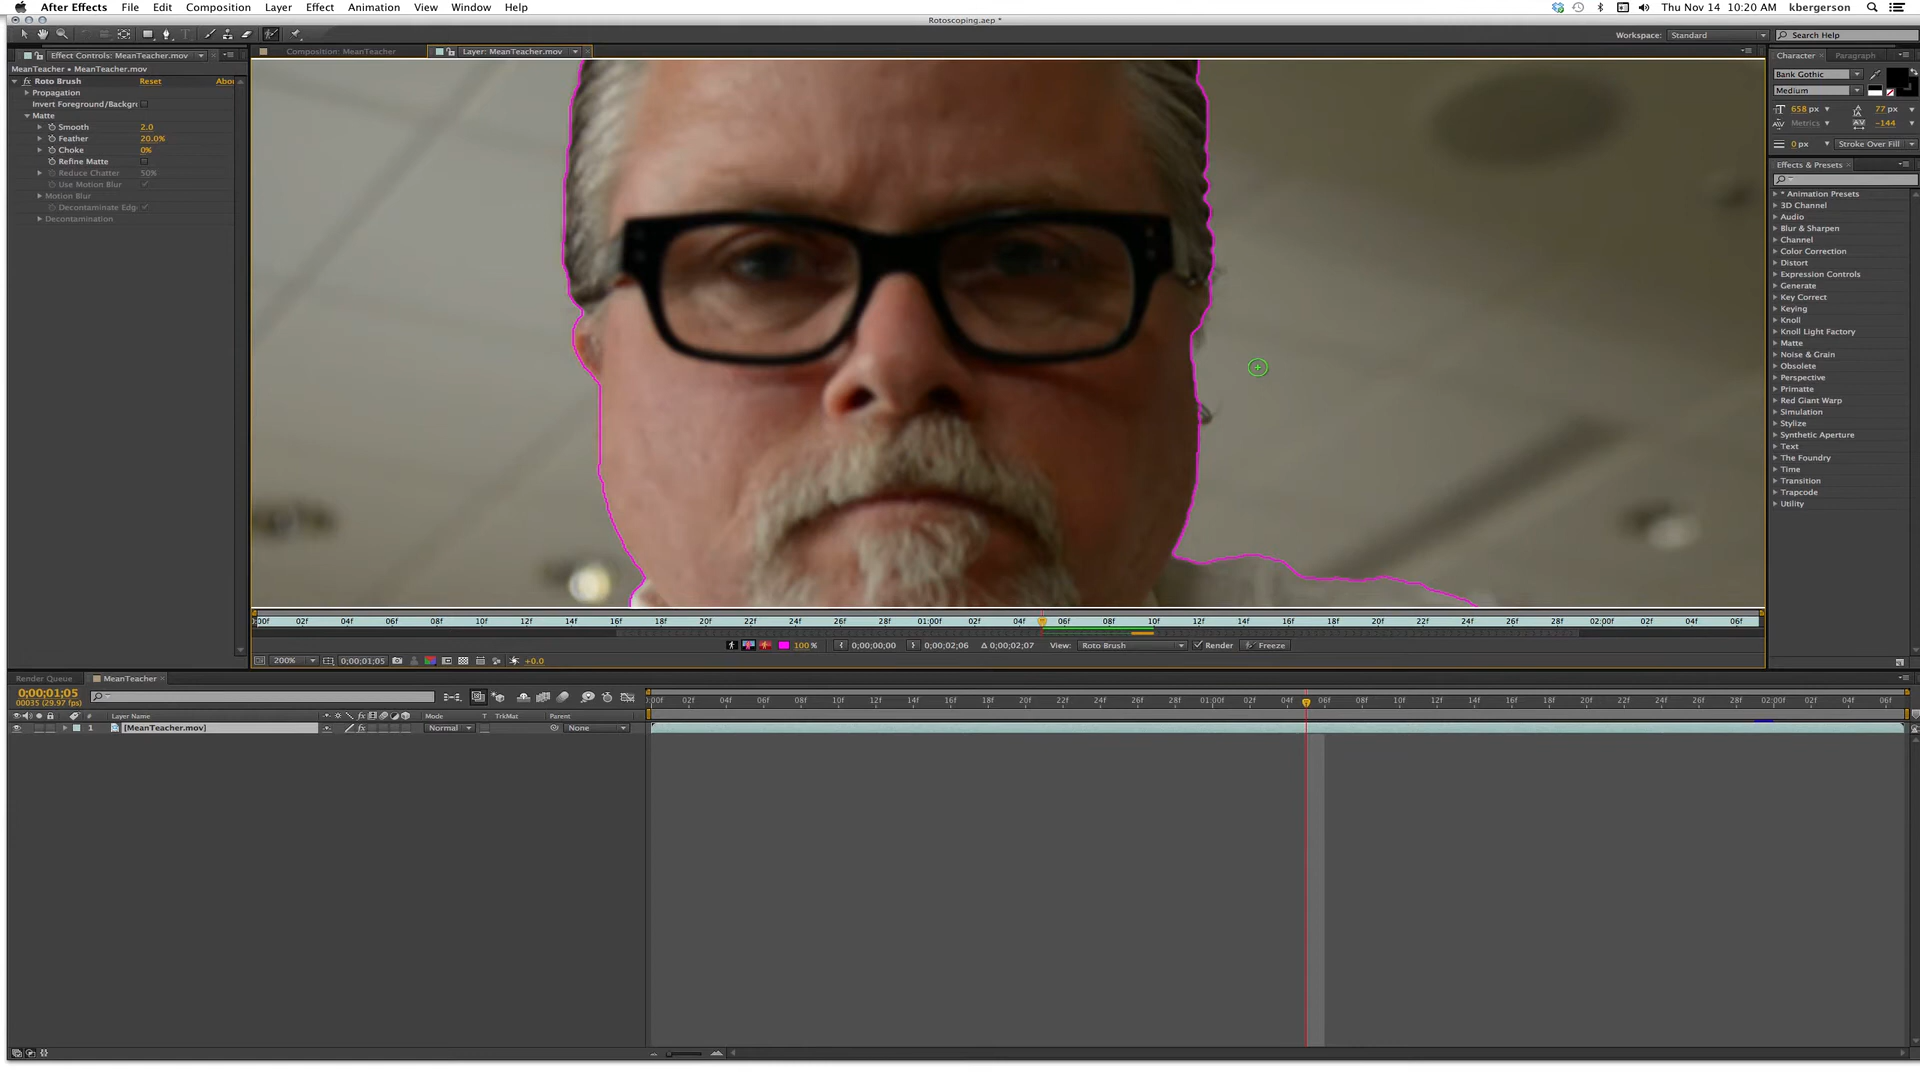 After Effects File Edit Composition Layer Effect Animation View Window Help Thu Nov 14 10:20 AM kbergerson
Rotoscoping.aep *
Workspace: Standard Search Help
Effect Controls: MeanTeacher.mov
Composition: MeanTeacher
Layer: MeanTeacher.mov
Character Paragraph
MeanTeacher • MeanTeacher.mov
fx Roto Brush Reset Abou
Propagation
Invert Foreground/Backgr
Matte
Smooth 2.0
Feather 20.0%
Choke 0%
Refine Matte
Reduce Chatter 50%
Use Motion Blur
Motion Blur
Decontaminate Edg
Decontamination
Bank Gothic
Medium
658 px 77 px
Metrics -144
0 px Stroke Over Fill
Effects & Presets
* Animation Presets
3D Channel
Audio
Blur & Sharpen
Channel
Color Correction
Distort
Expression Controls
Generate
Key Correct
Keying
Knoll
Knoll Light Factory
Matte
Noise & Grain
Obsolete
Perspective
Primatte
Red Giant Warp
Simulation
Stylize
Synthetic Aperture
Text
The Foundry
Time
Transition
Trapcode
Utility
:00f 02f 04f 06f 08f 10f 12f 14f 16f 18f 20f 22f 24f 26f 28f 01:00f 02f 04f 06f 08f 10f 12f 14f 16f 18f 20f 22f 24f 26f 28f 02:00f 02f 04f 06f
100 % 0;00;00;00 0;00;02;06 Δ 0;00;02;07 View: Roto Brush Render Freeze
200% 0;00;01;05 +0.0
Render Queue MeanTeacher
0;00;01;05
00035 (29.97 fps)
):00f 02f 04f 06f 08f 10f 12f 14f 16f 18f 20f 22f 24f 26f 28f 01:00f 02f 04f 06f 08f 10f 12f 14f 16f 18f 20f 22f 24f 26f 28f 02:00f 02f 04f 06f
# Layer Name Mode T TrkMat Parent
1 [MeanTeacher.mov] Normal None